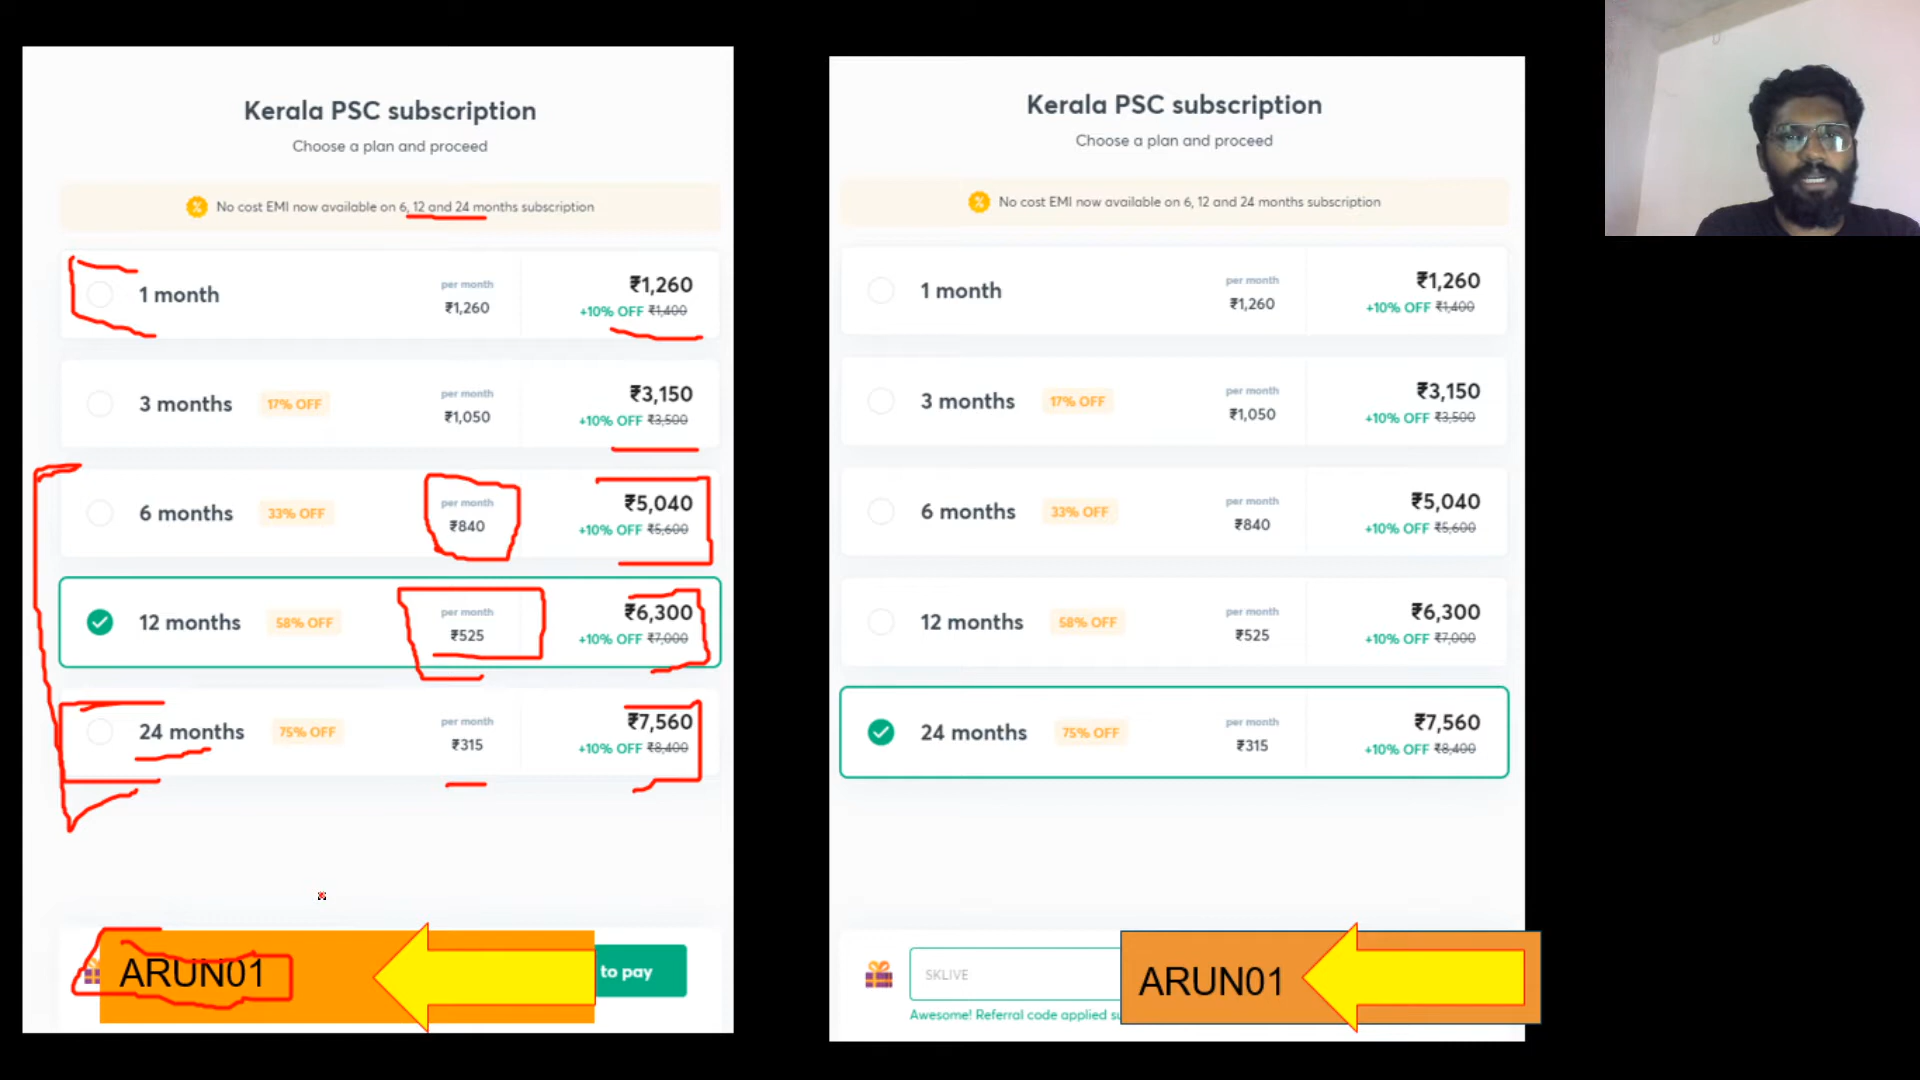 Kerala PSC subscription
Choose a plan and proceed
No cost EMI now available on 6, 12 and 24 months subscription
1 month
per month
₹1,260
₹1,260
+10% OFF ₹1,400
3 months
17% OFF
per month
₹1,050
₹3,150
+10% OFF ₹3,500
6 months
33% OFF
per month
₹840
₹5,040
+10% OFF ₹5,600
12 months
58% OFF
per month
₹525
₹6,300
+10% OFF ₹7,000
24 months
75% OFF
per month
₹315
₹7,560
+10% OFF ₹8,400
ARUN01
to pay
Kerala PSC subscription
Choose a plan and proceed
No cost EMI now available on 6, 12 and 24 months subscription
1 month
per month
₹1,260
₹1,260
+10% OFF ₹1,400
3 months
17% OFF
per month
₹1,050
₹3,150
+10% OFF ₹3,500
6 months
33% OFF
per month
₹840
₹5,040
+10% OFF ₹5,600
12 months
58% OFF
per month
₹525
₹6,300
+10% OFF ₹7,000
24 months
75% OFF
per month
₹315
₹7,560
+10% OFF ₹8,400
SKLIVE
ARUN01
Awesome! Referral code applied